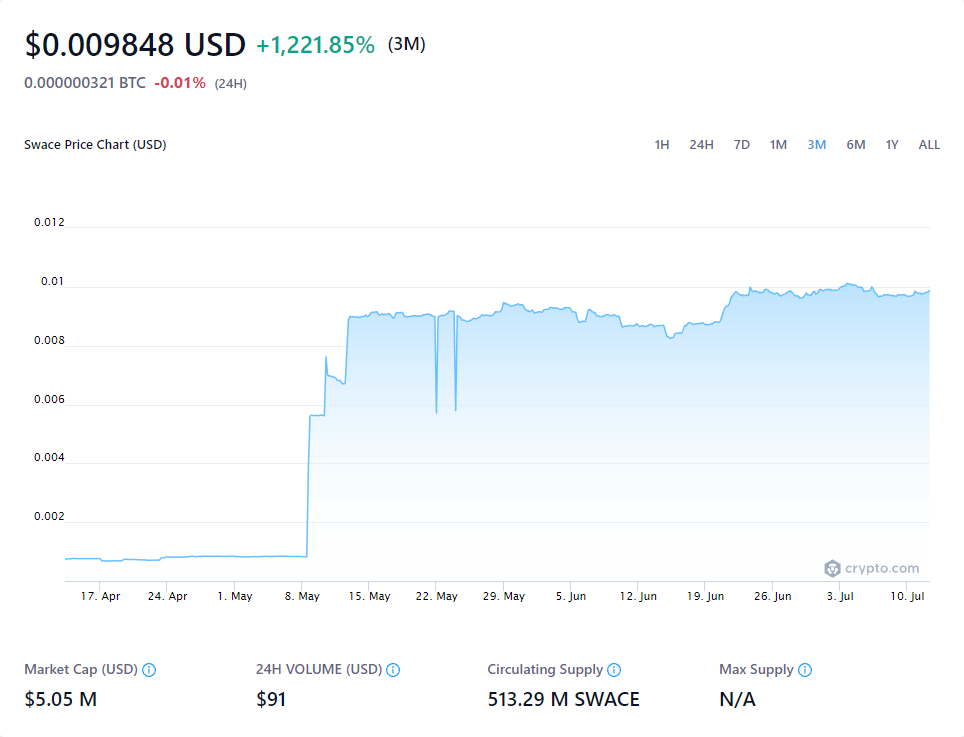 $0.009848 USD +1,221.85% (3M)
0.000000321 BTC -0.01% (24H)
Swace Price Chart (USD) 1H 24H 7D 1M 3M 6M 1Y ALL
0.012
0.01
0.008
0.006
0.004
0.002
crypto.com
17. Apr 24. Apr 1. May 8. May 15. May 22. May 29. May 5. Jun 12. Jun 19. Jun 26. Jun 3. Jul 10. Jul
Market Cap (USD) 24H VOLUME (USD) Circulating Supply Max Supply
$5.05 M $91 513.29 M SWACE N/A